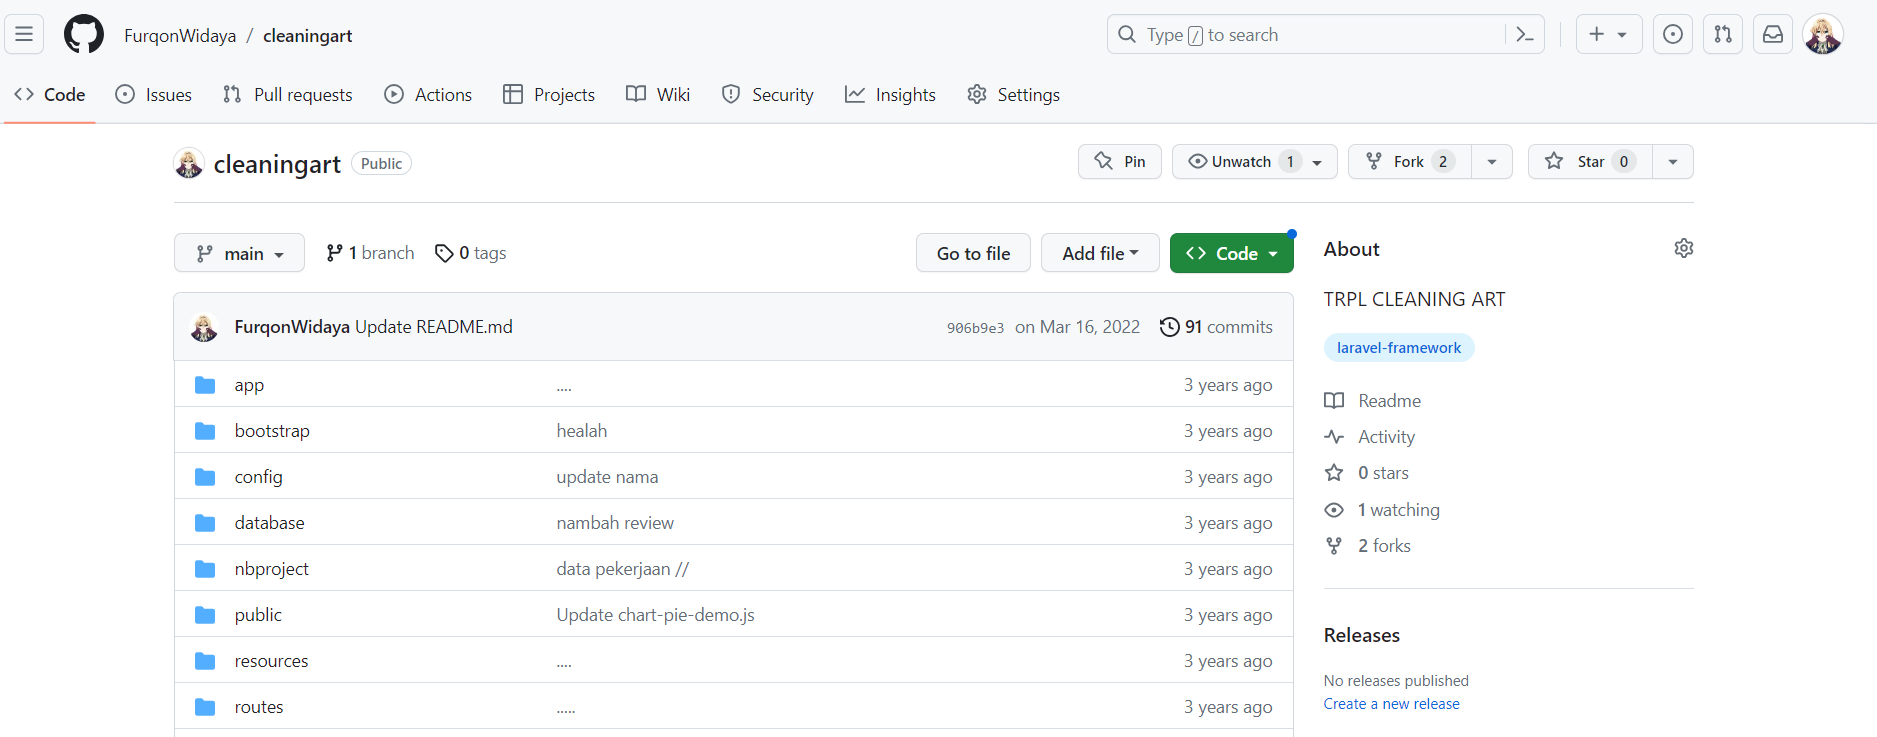 FurqonWidaya / cleaningart
Type / to search
Code Issues Pull requests Actions Projects Wiki Security Insights Settings
cleaningart Public
Pin Unwatch 1 Fork 2 Star 0
main 1 branch 0 tags Go to file Add file Code
FurqonWidaya Update README.md 906b9e3 on Mar 16, 2022 91 commits
app .... 3 years ago
bootstrap healah 3 years ago
config update nama 3 years ago
database nambah review 3 years ago
nbproject data pekerjaan // 3 years ago
public Update chart-pie-demo.js 3 years ago
resources .... 3 years ago
routes ..... 3 years ago
About
TRPL CLEANING ART
laravel-framework
Readme
Activity
0 stars
1 watching
2 forks
Releases
No releases published
Create a new release